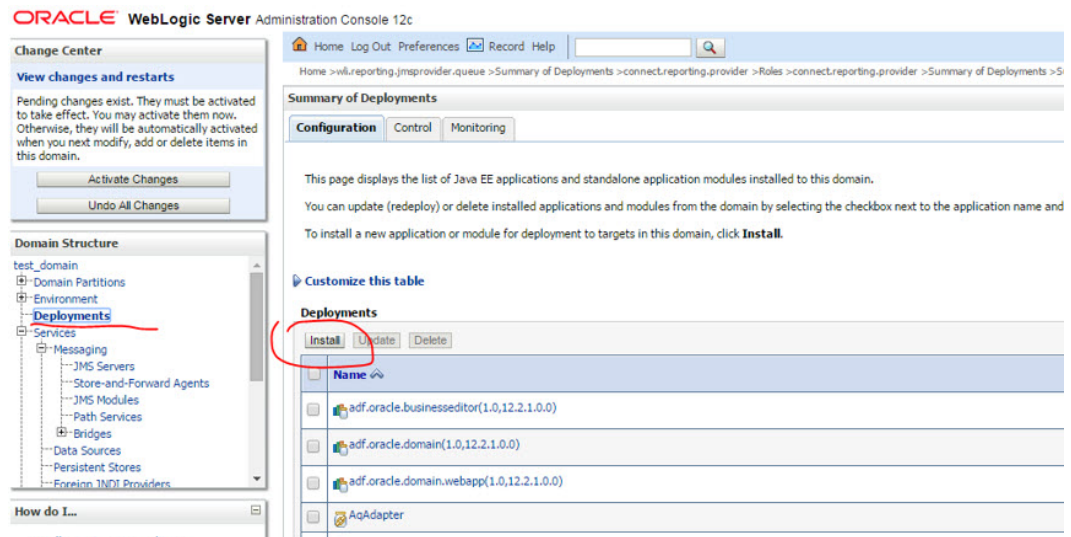 ORACLE WebLogic Server Administration Console 12c
Change Center
View changes and restarts
Pending changes exist. They must be activated
to take effect. You may activate them now.
Otherwise, they will be automatically activated
when you next modify, add or delete items in
this domain.
Activate Changes
Undo All Changes
Domain Structure
test_domain
Domain Partitions
Environment
Deployments
Services
Messaging
JMS Servers
Store-and-Forward Agents
JMS Modules
Path Services
Bridges
Data Sources
Persistent Stores
Foreign JNDI Providers
How do I...
Home Log Out Preferences Record Help
Home >wli.reporting.jmsprovider.queue >Summary of Deployments >connect.reporting.provider >Roles >connect.reporting.provider >Summary of Deployments
Summary of Deployments
Configuration Control Monitoring
This page displays the list of Java EE applications and standalone application modules installed to this domain.
You can update (redeploy) or delete installed applications and modules from the domain by selecting the checkbox next to the application name and
To install a new application or module for deployment to targets in this domain, click Install.
Customize this table
Deployments
Install Update Delete
Name
adf.oracle.businesseditor(1.0,12.2.1.0.0)
adf.oracle.domain(1.0,12.2.1.0.0)
adf.oracle.domain.webapp(1.0,12.2.1.0.0)
AqAdapter